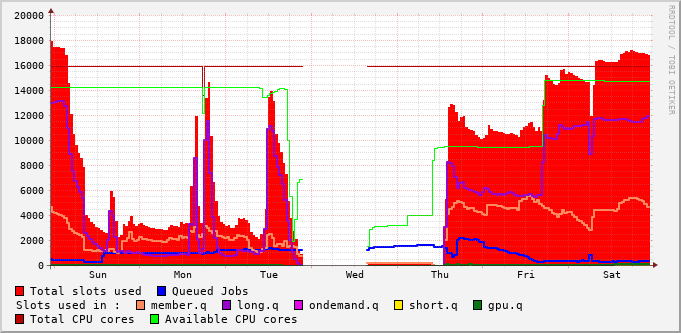 RRDTOOL / TOBI OETIKER
20000
18000
16000
14000
12000
10000
8000
6000
4000
2000
0
Sun Mon Tue Wed Thu Fri Sat
Total slots used Queued Jobs
Slots used in : member.q long.q ondemand.q short.q gpu.q
Total CPU cores Available CPU cores